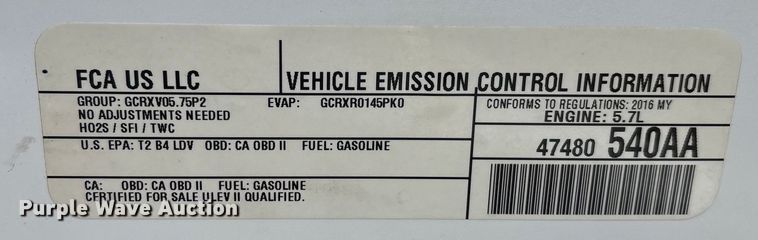 FCA US LLC
VEHICLE EMISSION CONTROL INFORMATION
GROUP: GCRXV05.75P2 EVAP: GCRXR0145PK0
NO ADJUSTMENTS NEEDED
HO2S / SFI / TWC
CONFORMS TO REGULATIONS: 2016 MY
ENGINE: 5.7L
U.S. EPA: T2 B4 LDV OBD: CA OBD II FUEL: GASOLINE
47480 540AA
CA: OBD: CA OBD II FUEL: GASOLINE
CERTIFIED FOR SALE ULEV II QUALIFIED.
Purple Wave Auction